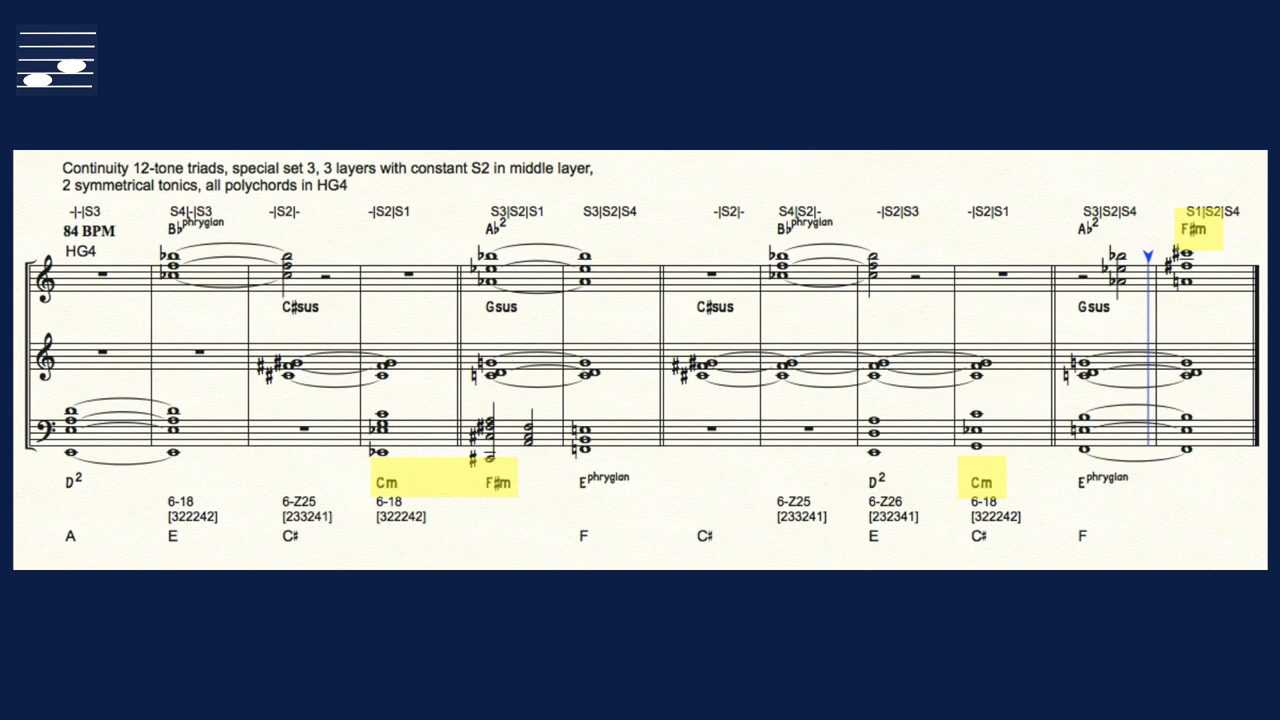 Continuity 12-tone triads, special set 3, 3 layers with constant S2 in middle layer,
2 symmetrical tonics, all polychords in HG4
-|-|S3 S4|-|S3 -|S2|- -|S2|S1 S3|S2|S1 S3|S2|S4 -|S2|- S4|S2|- -|S2|S3 -|S2|S1 S3|S2|S4 S1|S2|S4
84 BPM B♭phrygian A♭2 B♭phrygian A♭2 F♯m
HG4
C♯sus Gsus C♯sus Gsus
D2 Cm F♯m Ephrygian D2 Cm Ephrygian
6-18 6-Z25 6-18 6-Z25 6-Z26 6-18
[322242] [233241] [322242] [233241] [232341] [322242]
A E C♯ F C♯ E C♯ F